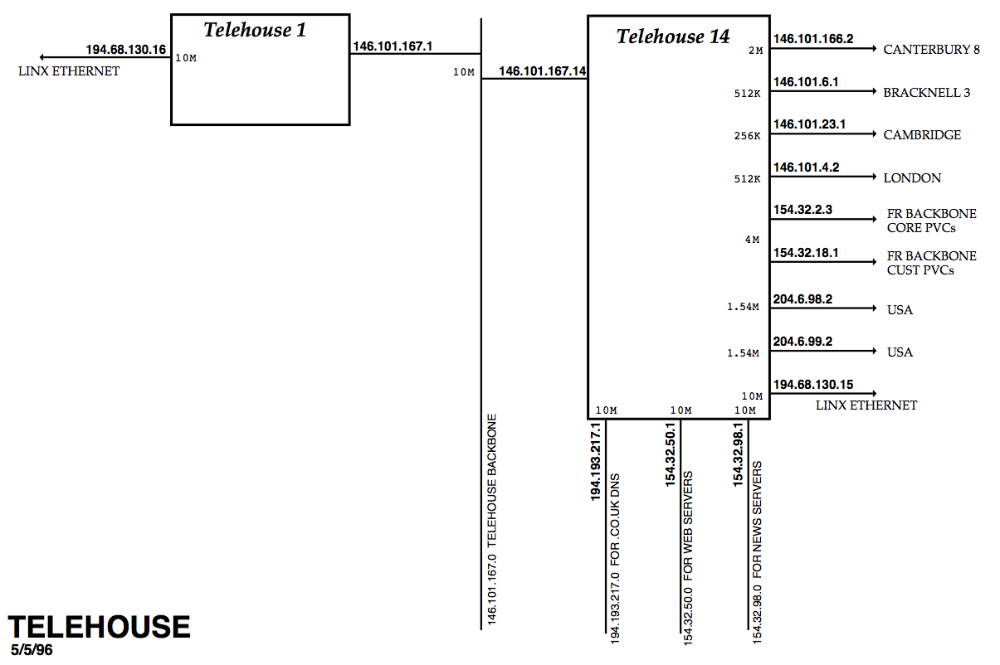 Telehouse 1
194.68.130.16
10M
LINX ETHERNET
146.101.167.1
10M
146.101.167.14
Telehouse 14
2M
146.101.166.2
CANTERBURY 8
512K
146.101.6.1
BRACKNELL 3
256K
146.101.23.1
CAMBRIDGE
512K
146.101.4.2
LONDON
154.32.2.3
FR BACKBONE
CORE PVCs
4M
154.32.18.1
FR BACKBONE
CUST PVCs
1.54M
204.6.98.2
USA
1.54M
204.6.99.2
USA
10M
194.68.130.15
LINX ETHERNET
10M
10M
10M
194.193.217.1
154.32.50.1
154.32.98.1
146.101.167.0 TELEHOUSE BACKBONE
194.193.217.0 FOR .CO.UK DNS
154.32.50.0 FOR WEB SERVERS
154.32.98.0 FOR NEWS SERVERS
TELEHOUSE
5/5/96